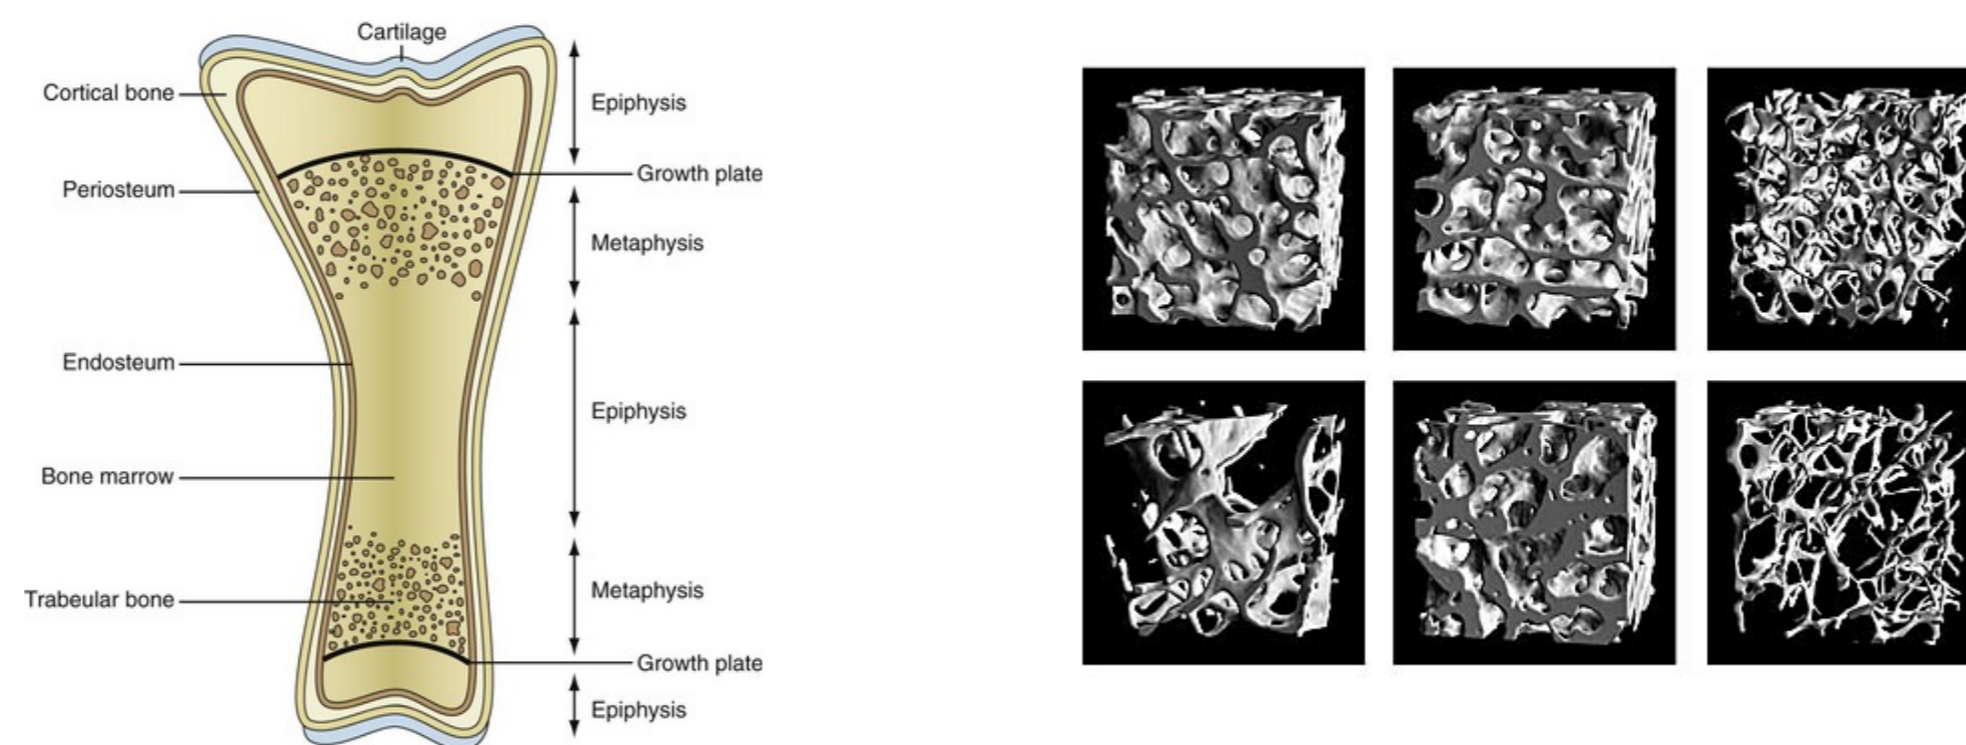 Cartilage
Cortical bone
Epiphysis
Growth plate
Periosteum
Metaphysis
Endosteum
Epiphysis
Bone marrow
Metaphysis
Trabeular bone
Growth plate
Epiphysis